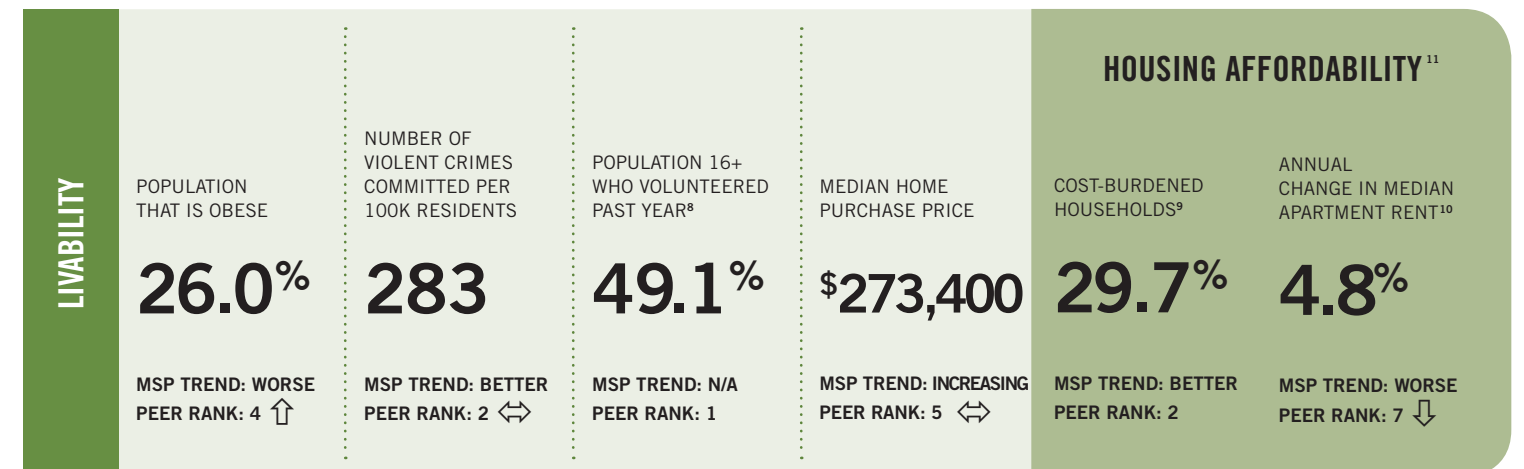 LIVABILITY
POPULATION
THAT IS OBESE
26.0%
MSP TREND: WORSE
PEER RANK: 4 ⇧
NUMBER OF
VIOLENT CRIMES
COMMITTED PER
100K RESIDENTS
283
MSP TREND: BETTER
PEER RANK: 2 ⬄
POPULATION 16+
WHO VOLUNTEERED
PAST YEAR⁸
49.1%
MSP TREND: N/A
PEER RANK: 1
MEDIAN HOME
PURCHASE PRICE
$273,400
MSP TREND: INCREASING
PEER RANK: 5 ⬄
HOUSING AFFORDABILITY¹¹
COST-BURDENED
HOUSEHOLDS⁹
29.7%
MSP TREND: BETTER
PEER RANK: 2
ANNUAL
CHANGE IN MEDIAN
APARTMENT RENT¹⁰
4.8%
MSP TREND: WORSE
PEER RANK: 7 ⇩